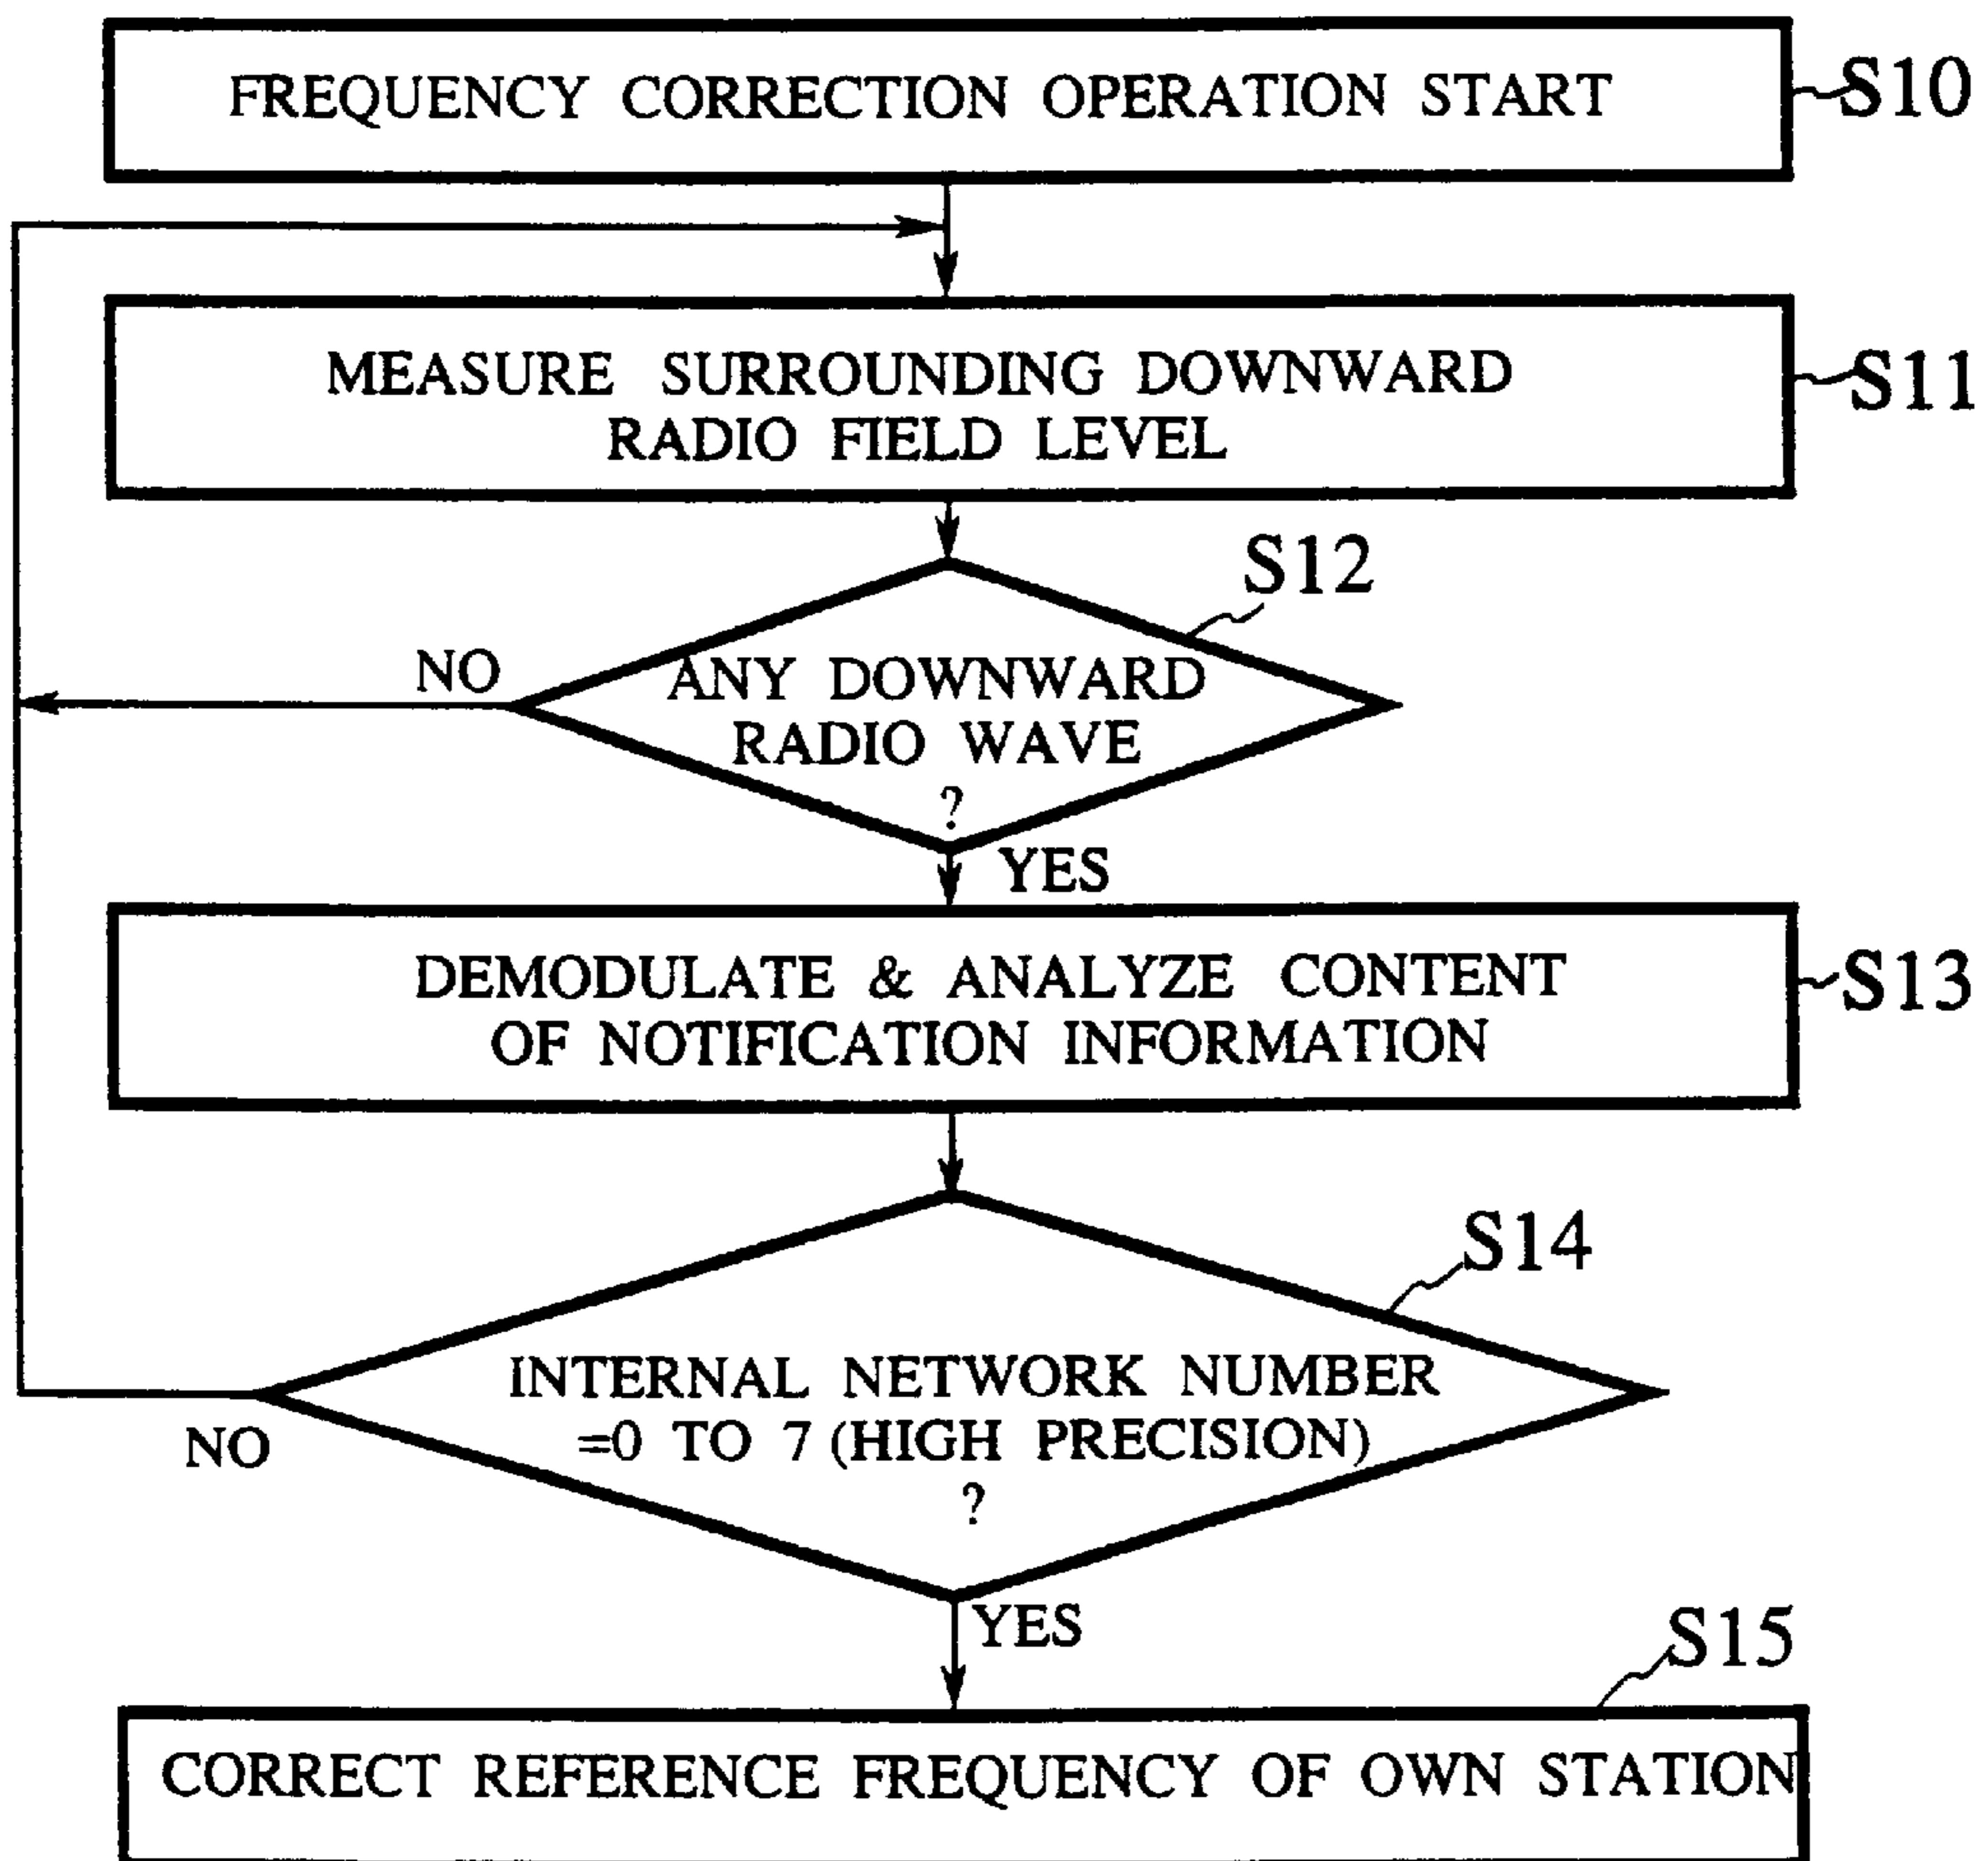 FREQUENCY CORRECTION OPERATION START
S10
MEASURE SURROUNDING DOWNWARD
RADIO FIELD LEVEL
S11
S12
NO
ANY DOWNWARD
RADIO WAVE
?
YES
DEMODULATE & ANALYZE CONTENT
OF NOTIFICATION INFORMATION
S13
S14
INTERNAL NETWORK NUMBER
=0 TO 7 (HIGH PRECISION)
?
NO
YES
S15
CORRECT REFERENCE FREQUENCY OF OWN STATION